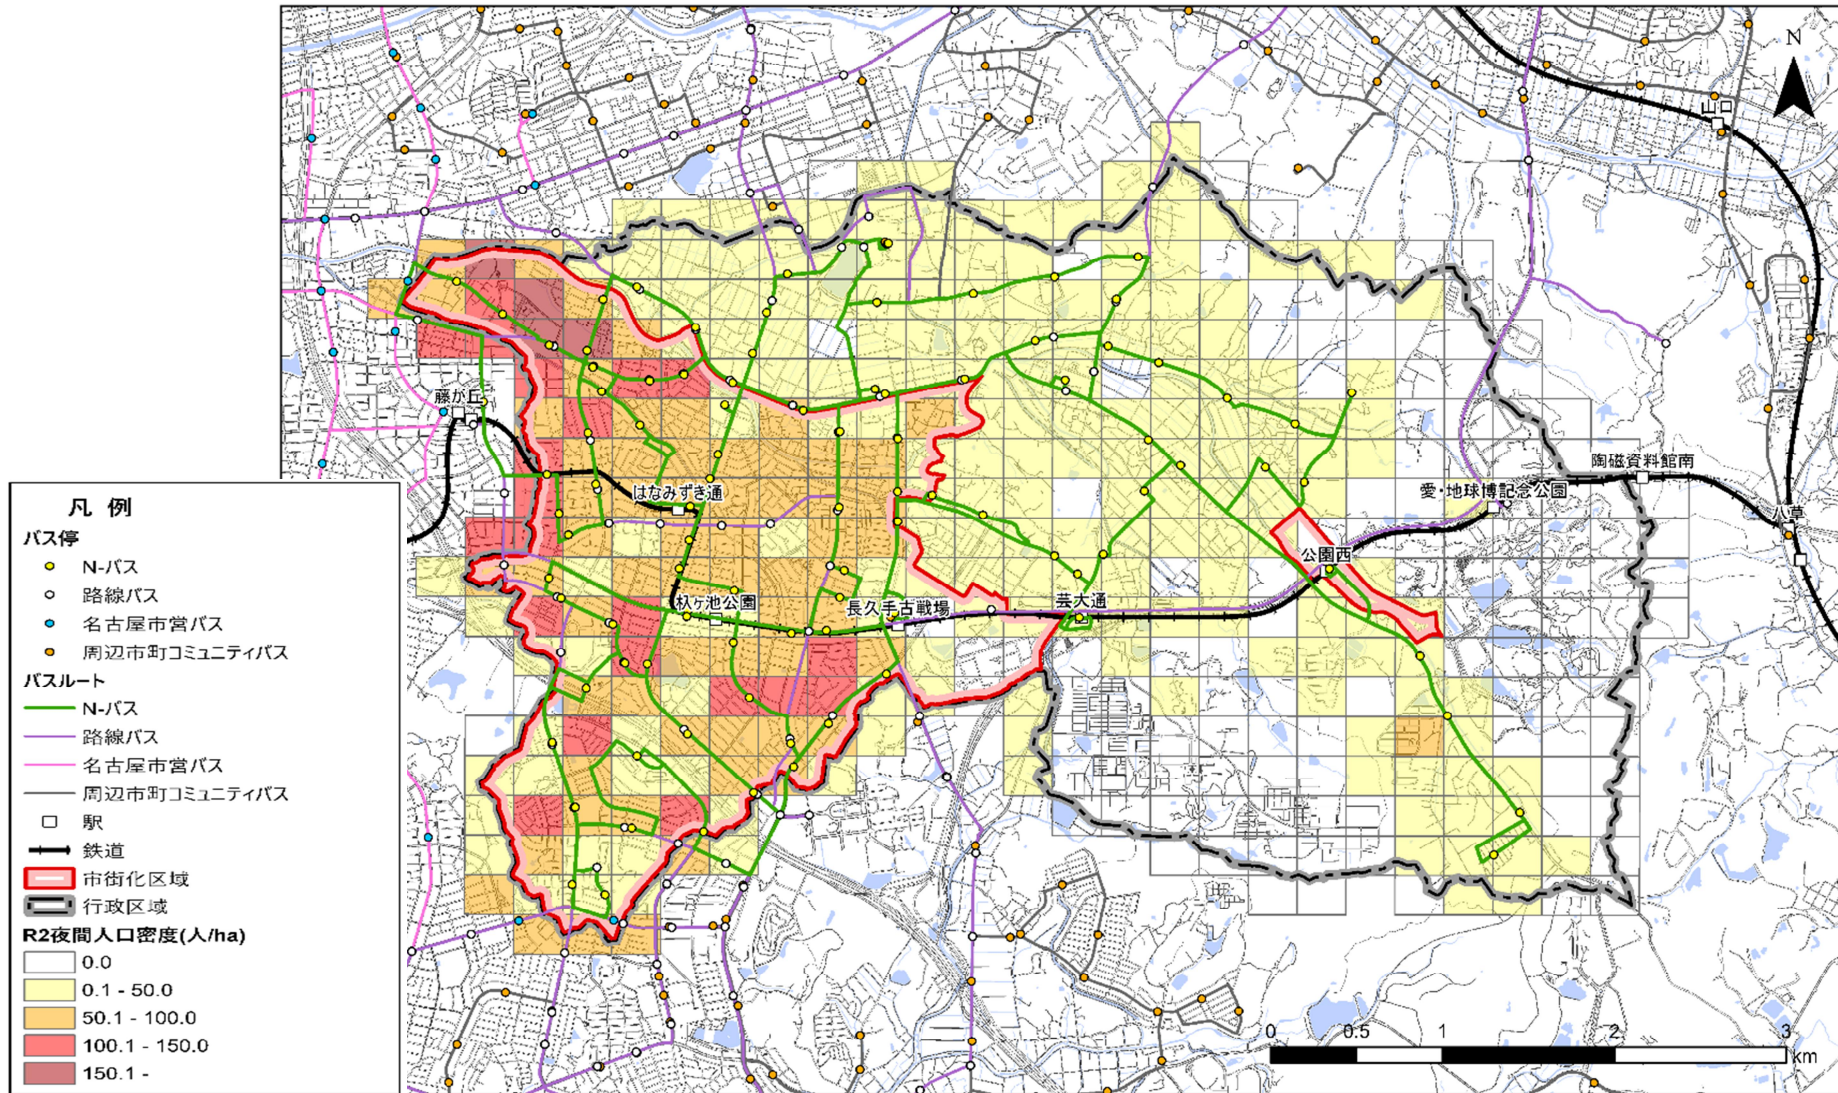 N
山口
藤が丘
はなみずき通
陶磁資料館南
愛・地球博記念公園
八草
公園西
杁ヶ池公園
長久手古戦場
芸大通
凡 例
バス停
N-バス
路線バス
名古屋市営バス
周辺市町コミュニティバス
バスルート
N-バス
路線バス
名古屋市営バス
周辺市町コミュニティバス
駅
鉄道
市街化区域
行政区域
R2夜間人口密度(人/ha)
0.0
0.1 - 50.0
50.1 - 100.0
100.1 - 150.0
150.1 -
0 0.5 1 2 3
km